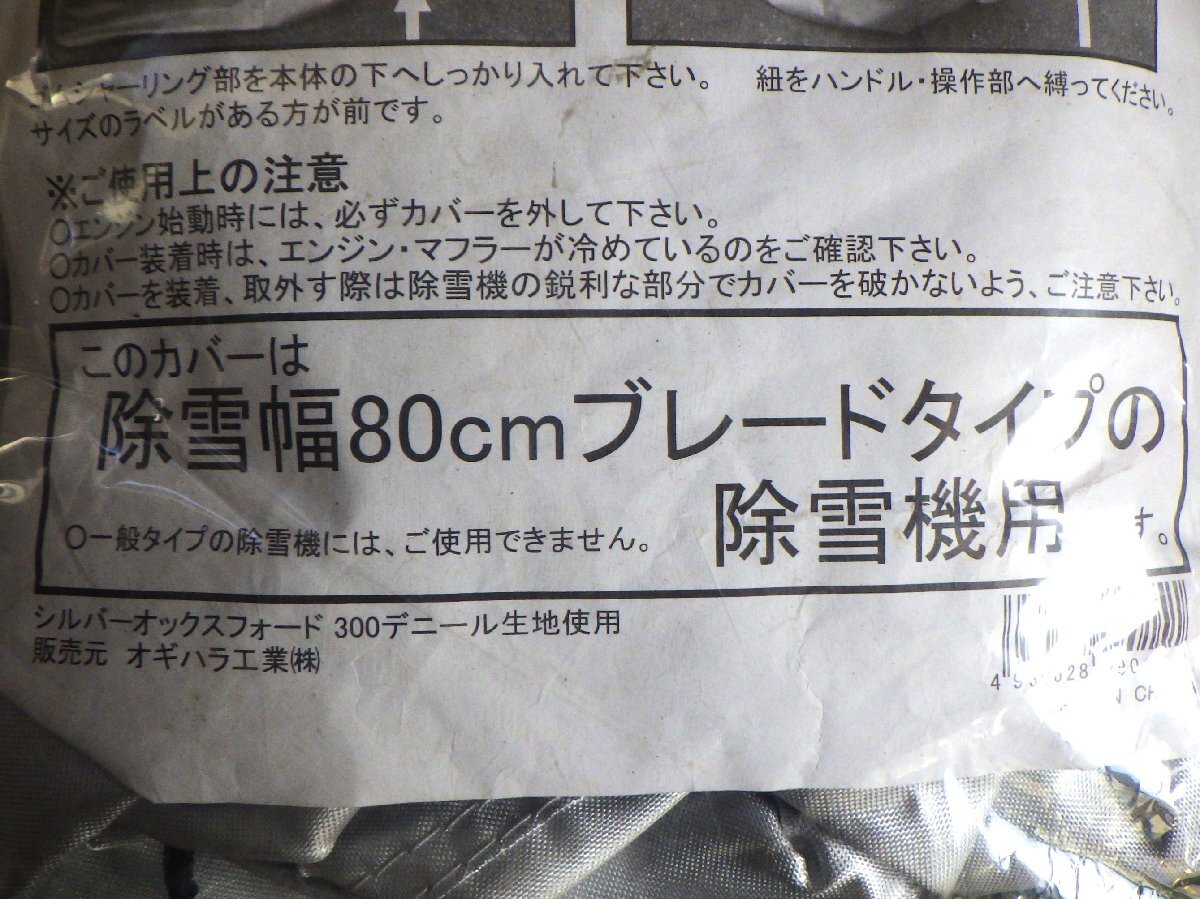 シャーリング部を本体の下へしっかり入れて下さい。
サイズのラベルがある方が前です。
紐をハンドル・操作部へ縛ってください。
※ご使用上の注意
○エンジン始動時には、必ずカバーを外して下さい。
○カバー装着時は、エンジン・マフラーが冷めているのをご確認下さい。
○カバーを装着、取外す際は除雪機の鋭利な部分でカバーを破かないよう、ご注意下さい。
このカバーは
除雪幅80cmブレードタイプの
除雪機用 す。
○一般タイプの除雪機には、ご使用できません。
シルバーオックスフォード 300デニール生地使用
販売元 オギハラ工業㈱